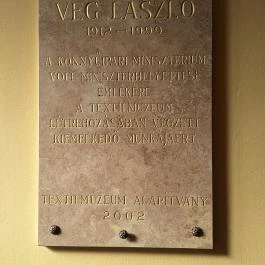 VÉG LÁSZLÓ
1912–1999
A KÖNNYŰIPARI MINISZTÉRIUM
VOLT MINISZTERHELYETTESE
EMLÉKÉRE
A TEXTILMÚZEUM
LÉTREHOZÁSÁBAN VÉGZETT
KIEMELKEDŐ MUNKÁJÁÉRT
TEXTILMÚZEUM ALAPÍTVÁNY
2002